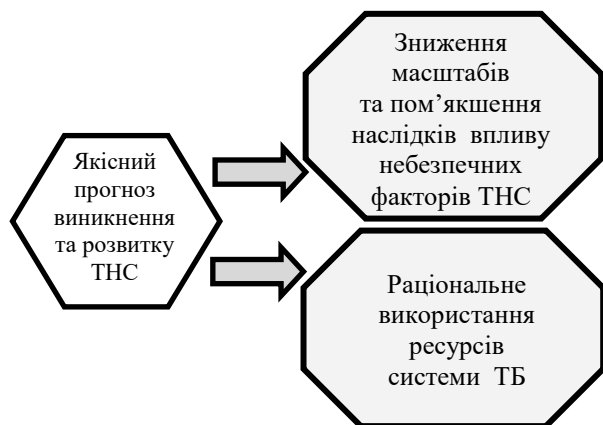 Якісний
прогноз
виникнення
та розвитку
ТНС
Зниження
масштабів
та пом’якшення
наслідків впливу
небезпечних
факторів ТНС
Раціональне
використання
ресурсів
системи ТБ